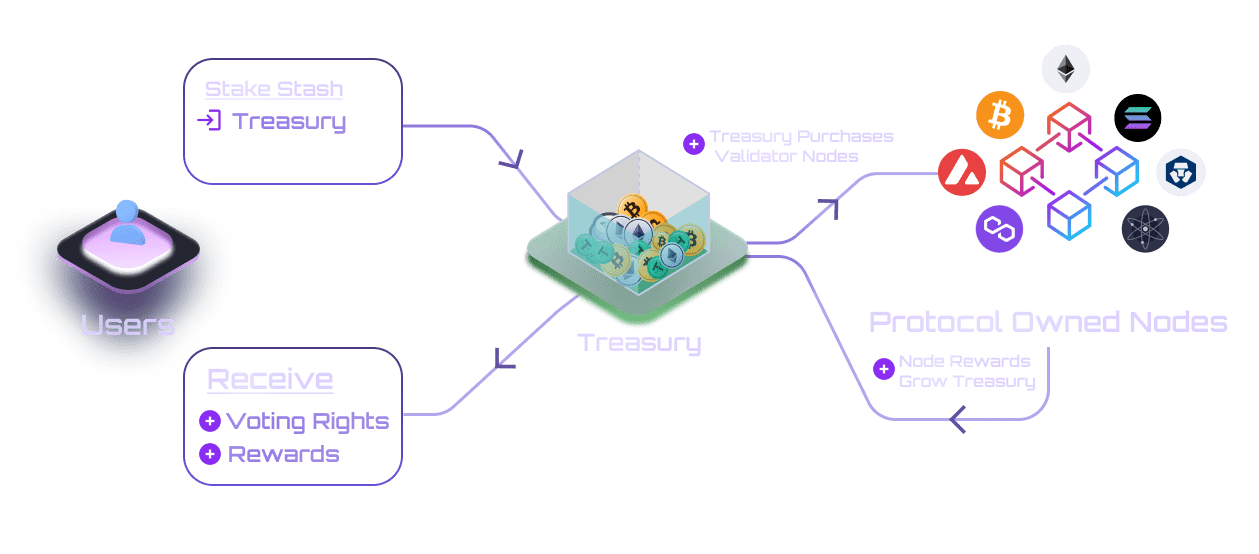 Stake Stash
Treasury
Users
Receive
Voting Rights
Rewards
Treasury
Treasury Purchases
Validator Nodes
Protocol Owned Nodes
Node Rewards
Grow Treasury